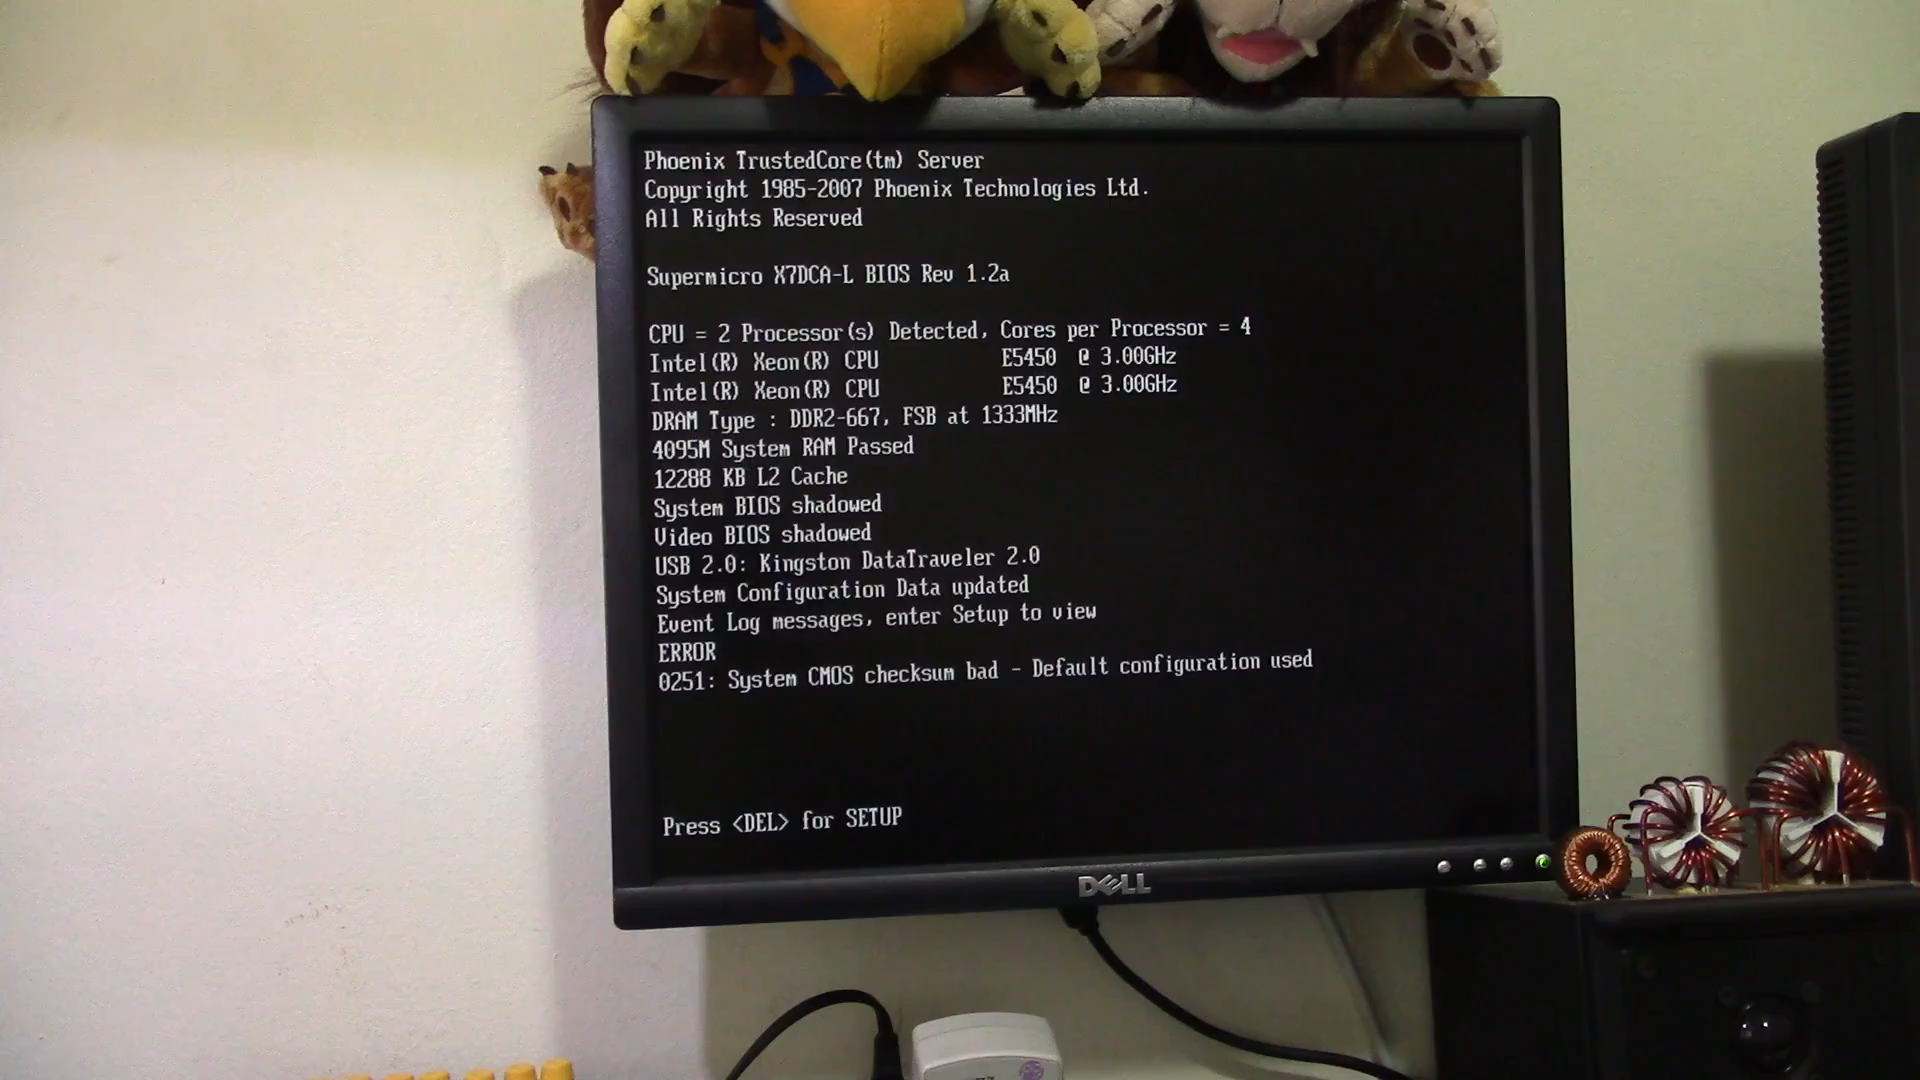 Phoenix TrustedCore(tm) Server
Copyright 1985-2007 Phoenix Technologies Ltd.
All Rights Reserved
Supermicro X7DCA-L BIOS Rev 1.2a
CPU = 2 Processor(s) Detected, Cores per Processor = 4
Intel(R) Xeon(R) CPU E5450 @ 3.00GHz
Intel(R) Xeon(R) CPU E5450 @ 3.00GHz
DRAM Type : DDR2-667, FSB at 1333MHz
4095M System RAM Passed
12288 KB L2 Cache
System BIOS shadowed
Video BIOS shadowed
USB 2.0: Kingston DataTraveler 2.0
System Configuration Data updated
Event Log messages, enter Setup to view
ERROR
0251: System CMOS checksum bad - Default configuration used
Press <DEL> for SETUP
DELL